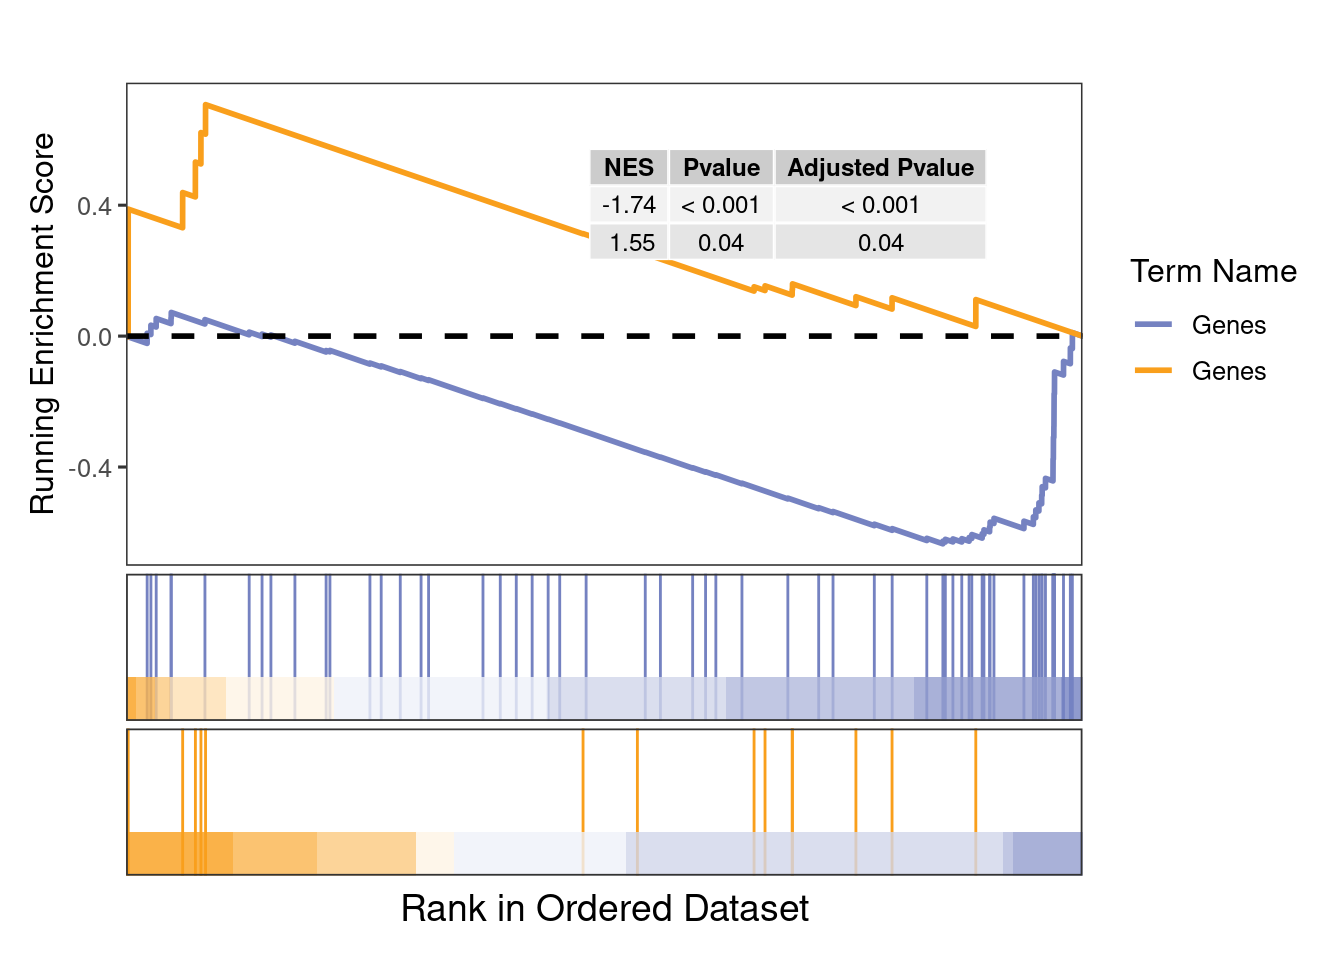 Running Enrichment Score
0.4
0.0
-0.4
NES Pvalue Adjusted Pvalue
-1.74 < 0.001 < 0.001
1.55 0.04 0.04
Term Name
Genes
Genes
Rank in Ordered Dataset